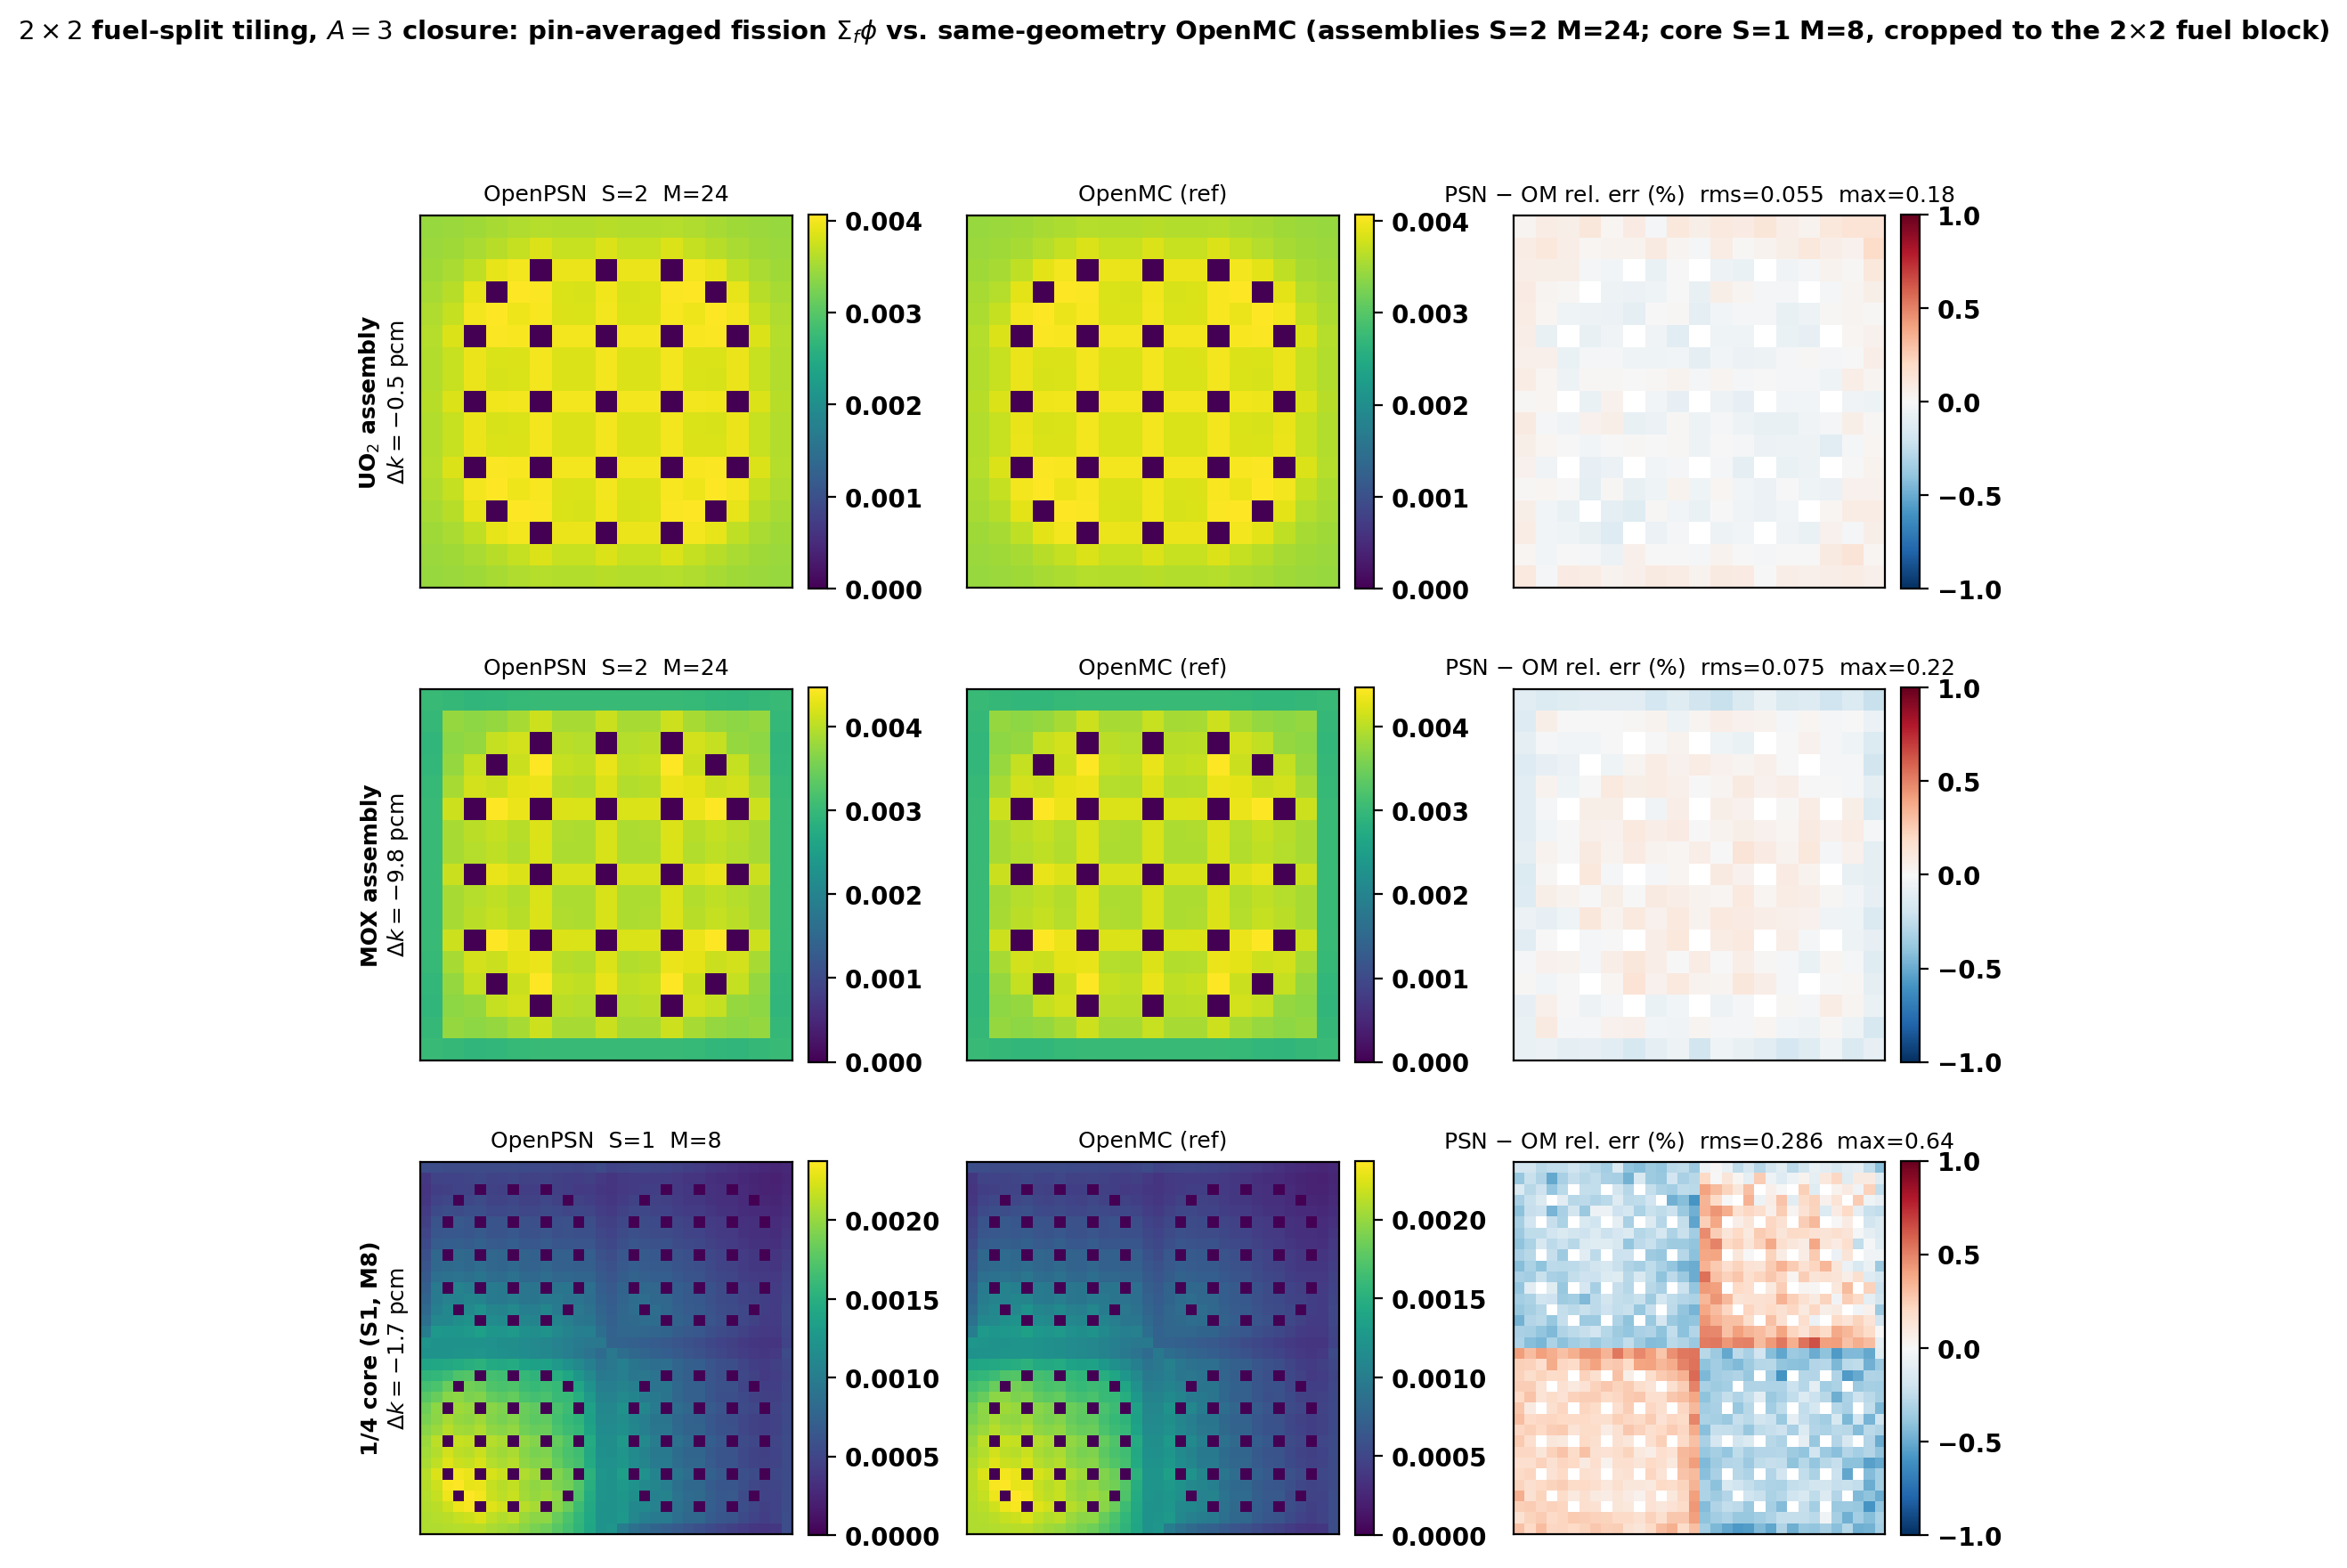 2 × 2 fuel-split tiling, A = 3 closure: pin-averaged fission Σ_fϕ vs. same-geometry OpenMC (assemblies S=2 M=24; core S=1 M=8, cropped to the 2×2 fuel block)
OpenPSN S=2 M=24
OpenMC (ref)
PSN − OM rel. err (%) rms=0.055 max=0.18
UO₂ assembly
Δk = −0.5 pcm
0.004
0.003
0.002
0.001
0.000
0.004
0.003
0.002
0.001
0.000
1.0
0.5
0.0
−0.5
−1.0
OpenPSN S=2 M=24
OpenMC (ref)
PSN − OM rel. err (%) rms=0.075 max=0.22
MOX assembly
Δk = −9.8 pcm
0.004
0.003
0.002
0.001
0.000
0.004
0.003
0.002
0.001
0.000
1.0
0.5
0.0
−0.5
−1.0
OpenPSN S=1 M=8
OpenMC (ref)
PSN − OM rel. err (%) rms=0.286 max=0.64
1/4 core (S1, M8)
Δk = −1.7 pcm
0.0020
0.0015
0.0010
0.0005
0.0000
0.0020
0.0015
0.0010
0.0005
0.0000
1.0
0.5
0.0
−0.5
−1.0